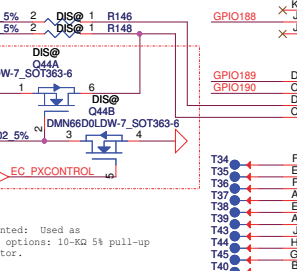 5% 2 DIS@ 1 R146
5% 2 DIS@ 1 R148
GPIO188
DIS@
Q44A
DW-7_SOT363-6
1 6
DIS@
Q44B
DMN66D0LDW-7_SOT363-6
2
02_5% 3 4
5
EC_PXCONTROL
GPIO189
GPIO190
T34
T35
T36
T37
T38
T39
T43
T44
T45
T40
nted: Used as
options: 10-KΩ 5% pull-up
tor.